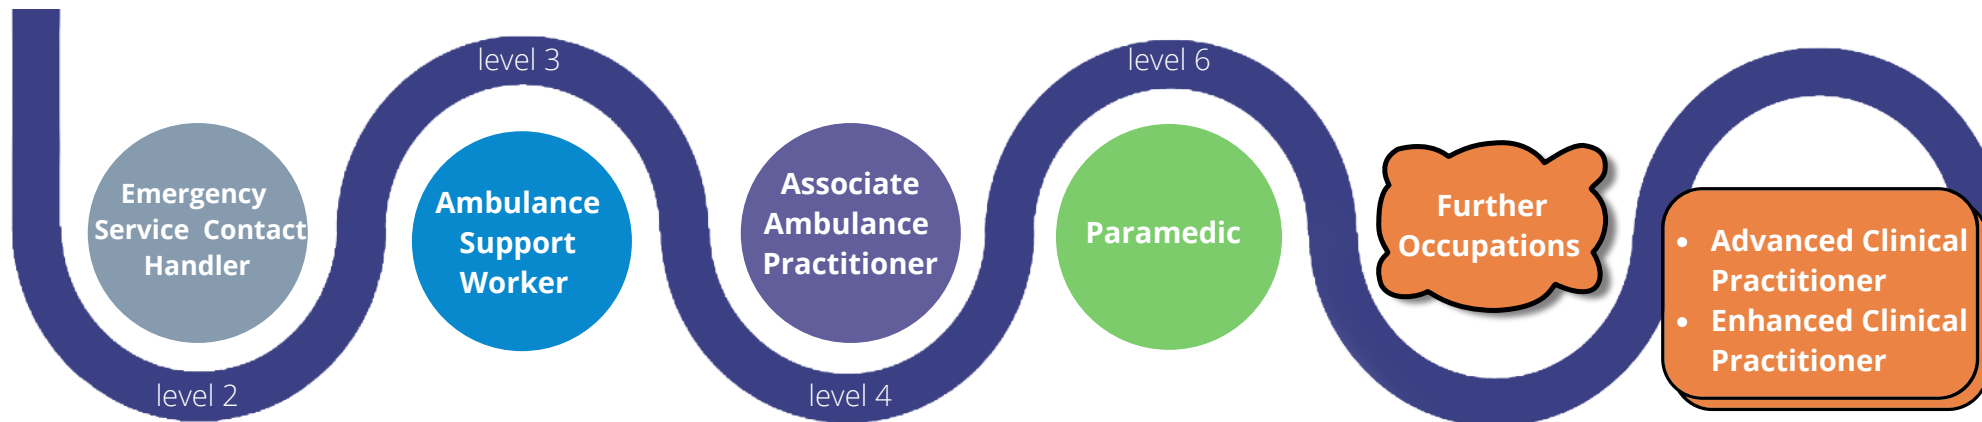 Emergency
Service Contact
Handler
level 2
level 3
Ambulance
Support
Worker
Associate
Ambulance
Practitioner
level 4
level 6
Paramedic
Further
Occupations
• Advanced Clinical
Practitioner
• Enhanced Clinical
Practitioner